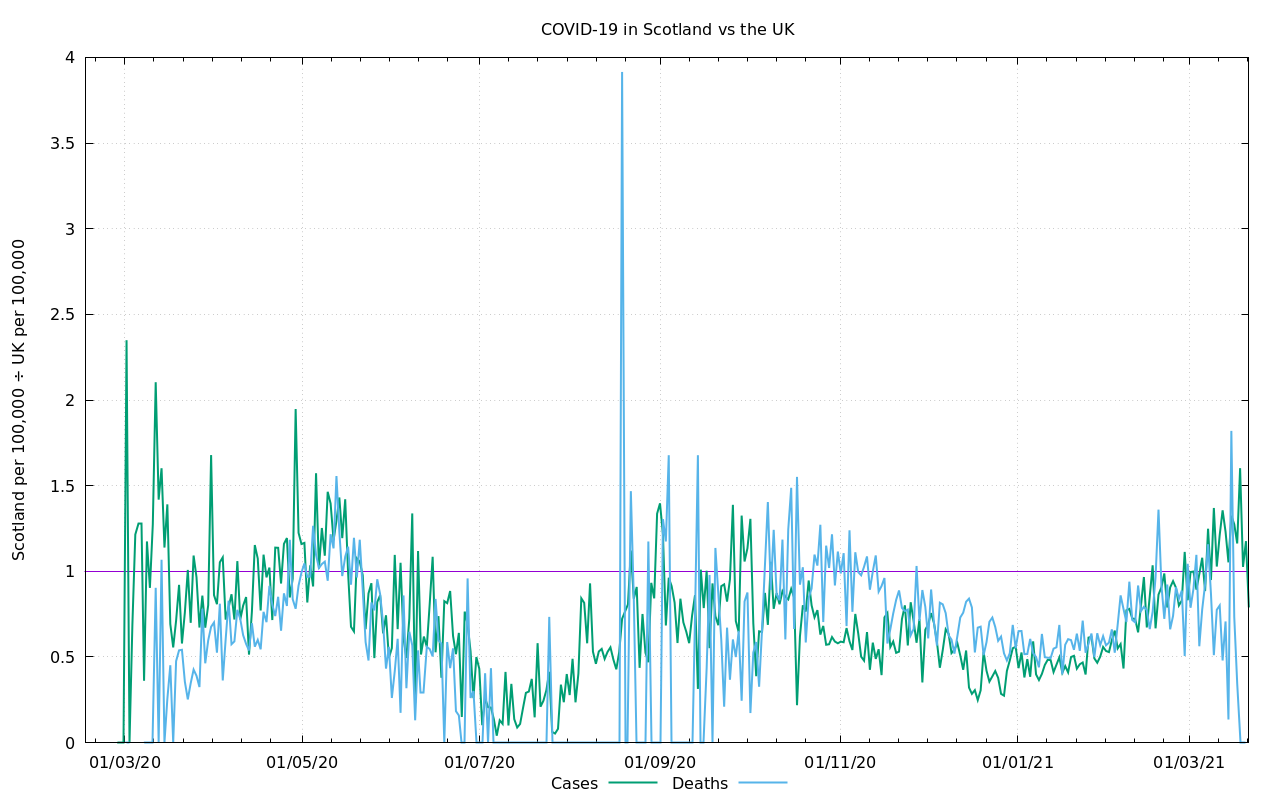 COVID-19 in Scotland vs the UK
Scotland per 100,000 ÷ UK per 100,000
4
3.5
3
2.5
2
1.5
1
0.5
0
01/03/20 01/05/20 01/07/20 01/09/20 01/11/20 01/01/21 01/03/21
Cases Deaths